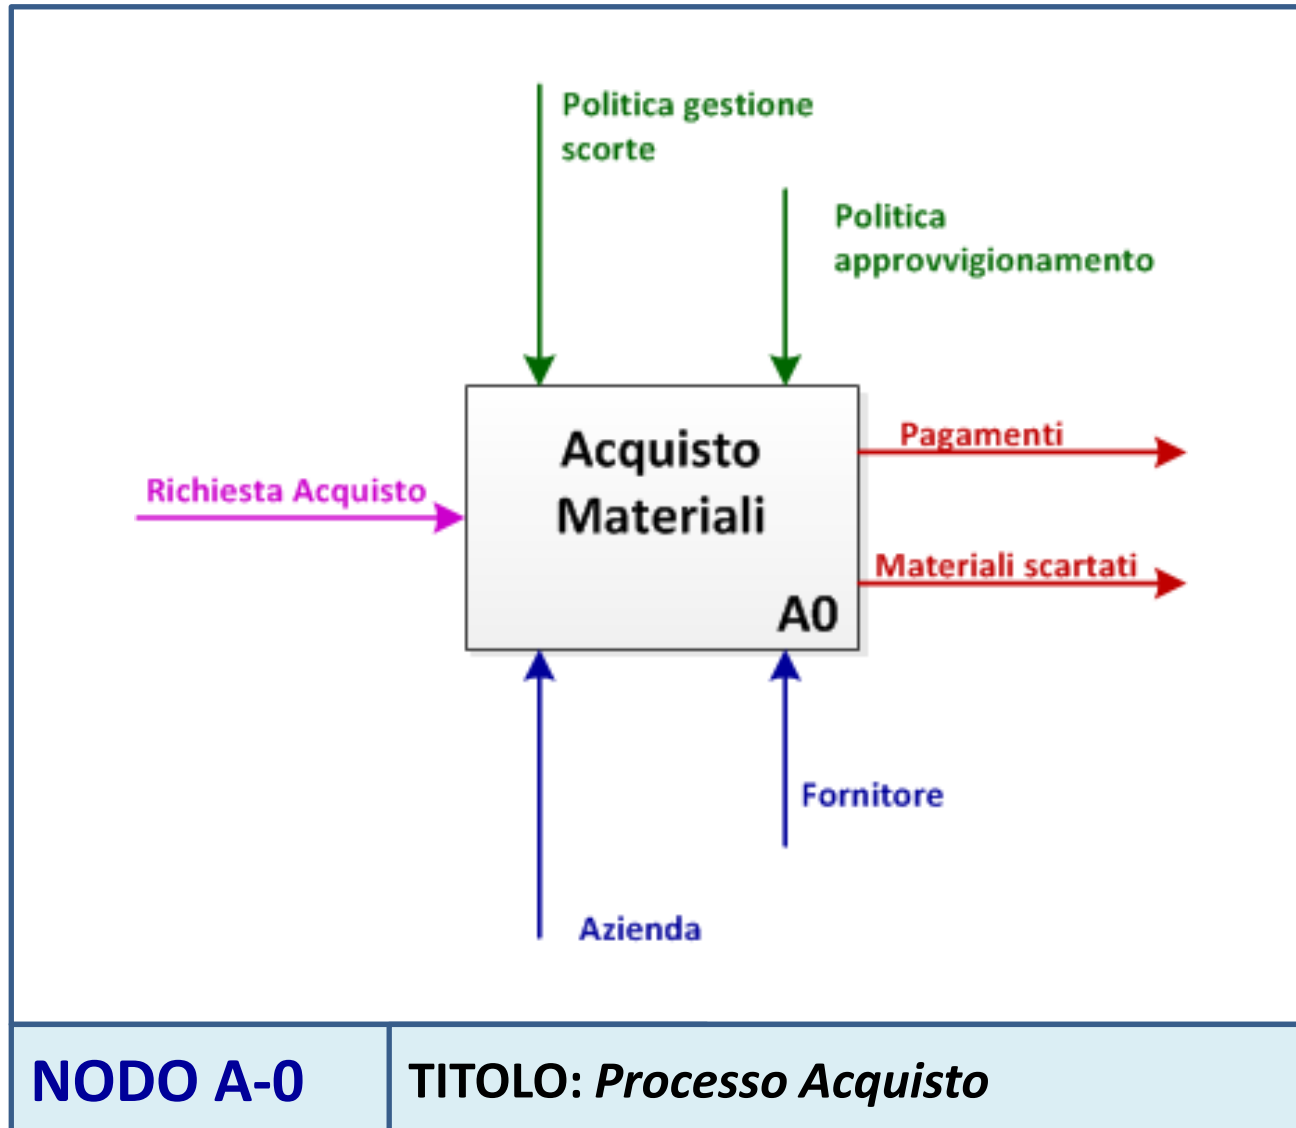 Politica gestione
scorte
Politica
approvvigionamento
Acquisto
Materiali
A0
Richiesta Acquisto
Pagamenti
Materiali scartati
Fornitore
Azienda
NODO A-0
TITOLO: Processo Acquisto